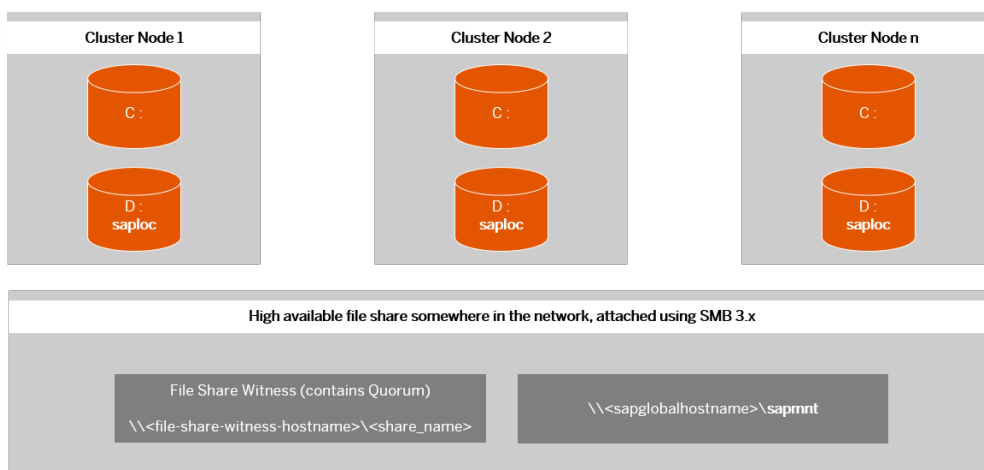 Cluster Node 1
Cluster Node 2
Cluster Node n
C :
C :
C :
D :
saploc
D :
saploc
D :
saploc
High available file share somewhere in the network, attached using SMB 3.x
File Share Witness (contains Quorum)
\\<file-share-witness-hostname>\<share_name>
\\<sapglobalhostname>\sapmnt